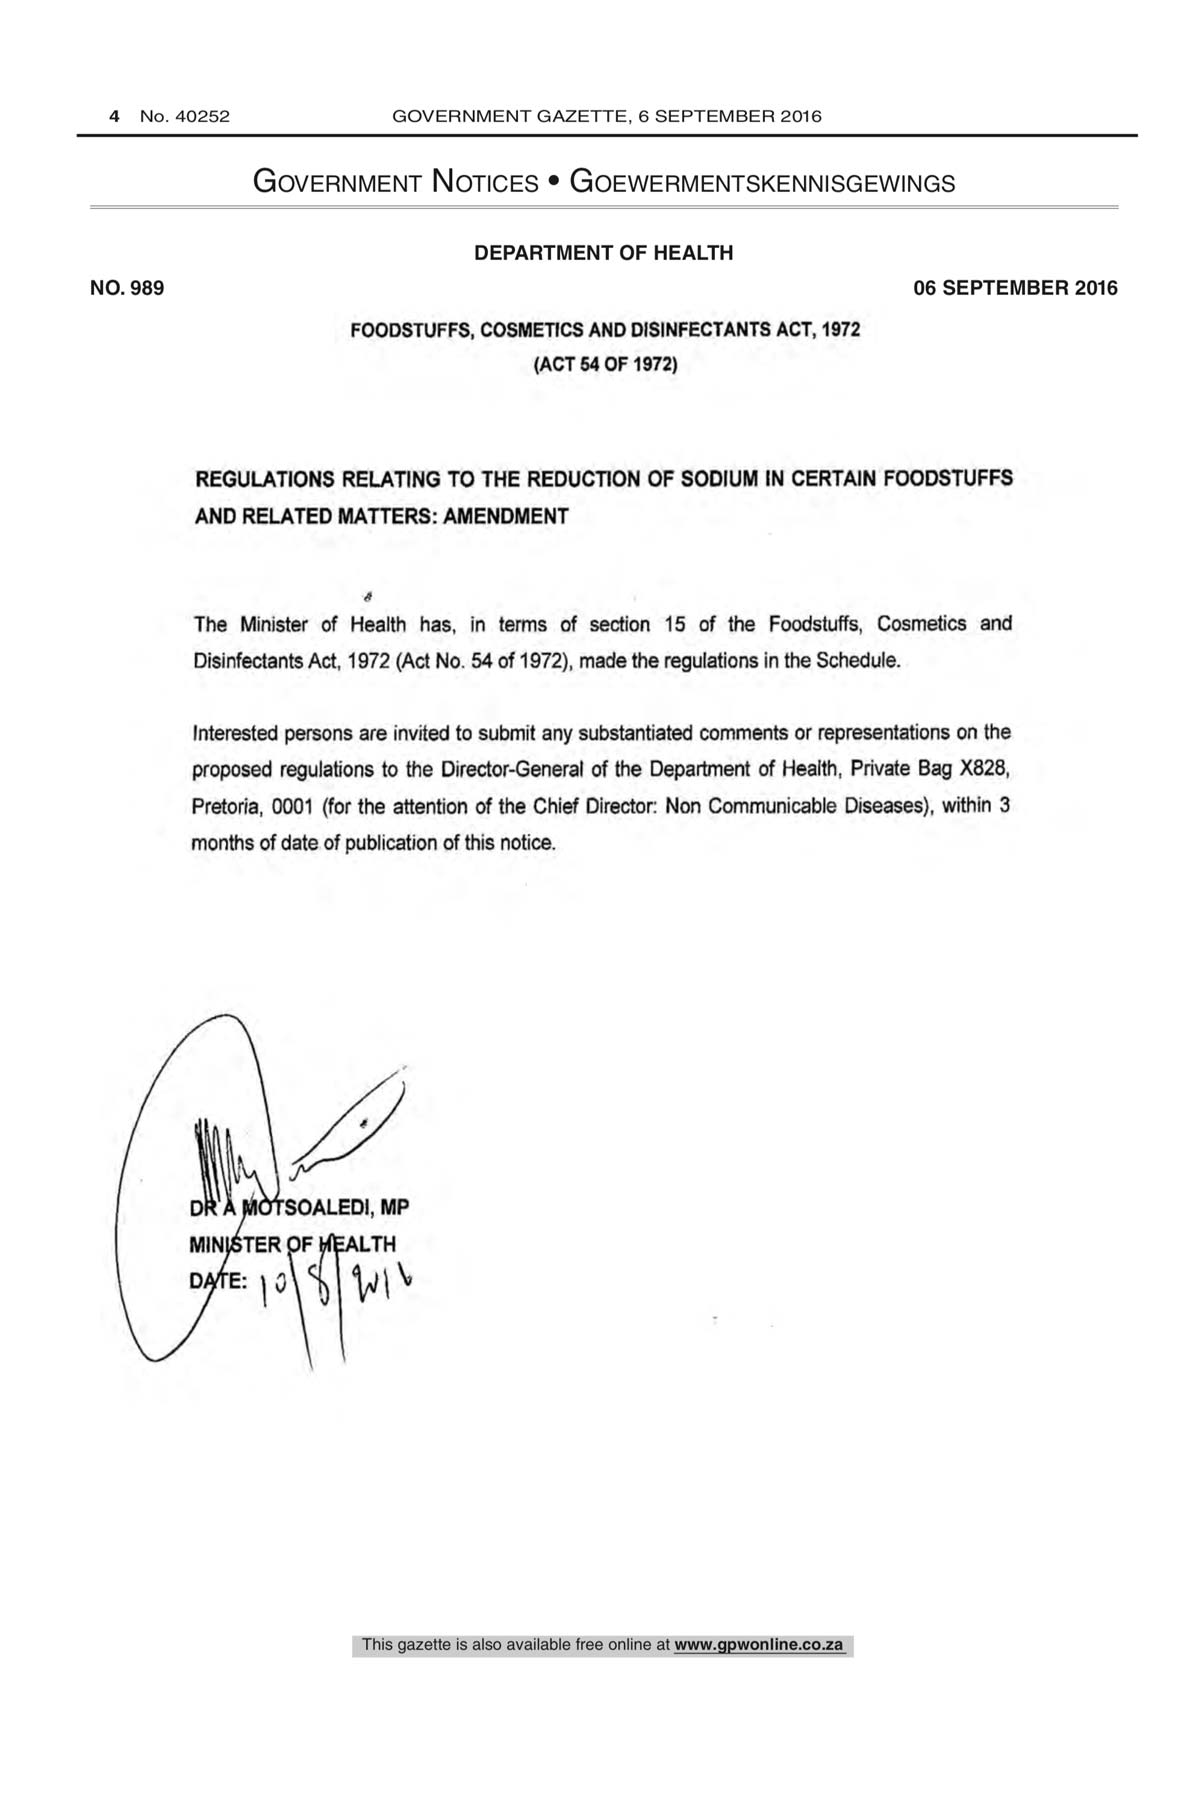 4 No. 40252 GOVERNMENT GAZETTE, 6 SEPTEMBER 2016
GOVERNMENT NOTICES • GOEWERMENTSKENNISGEWINGS
DEPARTMENT OF HEALTH
NO. 989 06 SEPTEMBER 2016
FOODSTUFFS, COSMETICS AND DISINFECTANTS ACT, 1972
(ACT 54 OF 1972)
REGULATIONS RELATING TO THE REDUCTION OF SODIUM IN CERTAIN FOODSTUFFS
AND RELATED MATTERS: AMENDMENT
The Minister of Health has, in terms of section 15 of the Foodstuffs, Cosmetics and
Disinfectants Act, 1972 (Act No. 54 of 1972), made the regulations in the Schedule.
Interested persons are invited to submit any substantiated comments or representations on the
proposed regulations to the Director-General of the Department of Health, Private Bag X828,
Pretoria, 0001 (for the attention of the Chief Director: Non Communicable Diseases), within 3
months of date of publication of this notice.
DR A MOTSOALEDI, MP
MINISTER OF HEALTH
DATE: 10/8/2016
This gazette is also available free online at www.gpwonline.co.za